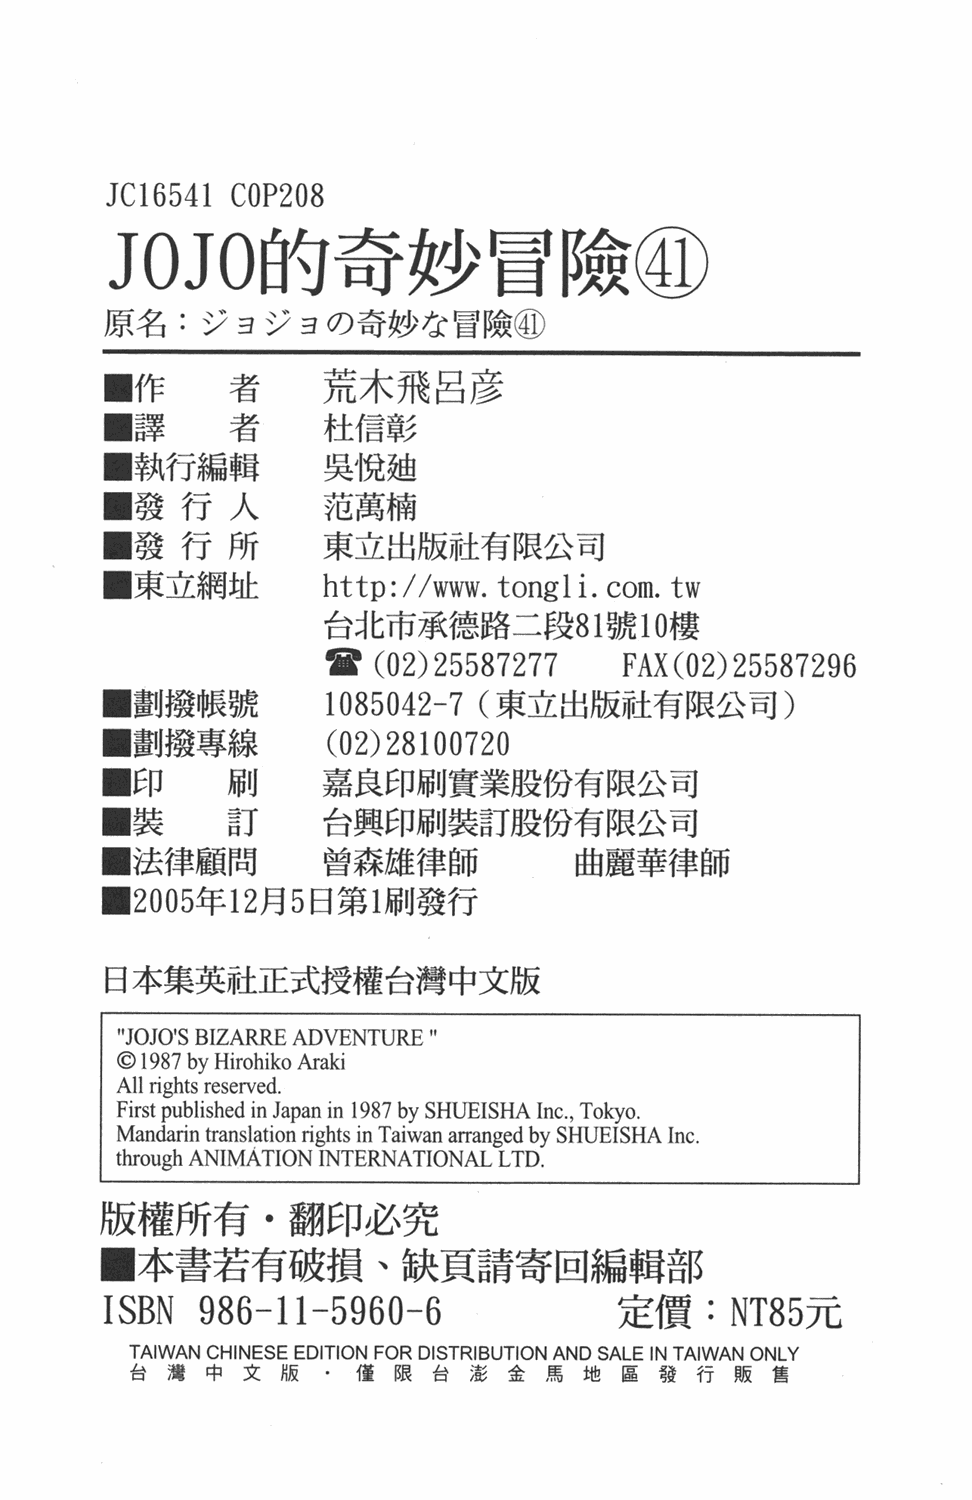 JC16541 COP208
JOJO的奇妙冒險㊶
原名：ジョジョの奇妙な冒險㊶
■作　　者　荒木飛呂彦
■譯　　者　杜信彰
■執行編輯　吳悅廸
■發 行 人　范萬楠
■發 行 所　東立出版社有限公司
■東立網址　http://www.tongli.com.tw
台北市承德路二段81號10樓
☎(02)25587277　FAX(02)25587296
■劃撥帳號　1085042-7（東立出版社有限公司）
■劃撥專線　(02)28100720
■印　　刷　嘉良印刷實業股份有限公司
■裝　　訂　台興印刷裝訂股份有限公司
■法律顧問　曾森雄律師　曲麗華律師
■2005年12月5日第1刷發行
日本集英社正式授權台灣中文版
"JOJO'S BIZARRE ADVENTURE "
©1987 by Hirohiko Araki
All rights reserved.
First published in Japan in 1987 by SHUEISHA Inc., Tokyo.
Mandarin translation rights in Taiwan arranged by SHUEISHA Inc.
through ANIMATION INTERNATIONAL LTD.
版權所有・翻印必究
■本書若有破損、缺頁請寄回編輯部
ISBN 986-11-5960-6　定價：NT85元
TAIWAN CHINESE EDITION FOR DISTRIBUTION AND SALE IN TAIWAN ONLY
台灣中文版・僅限台澎金馬地區發行販售